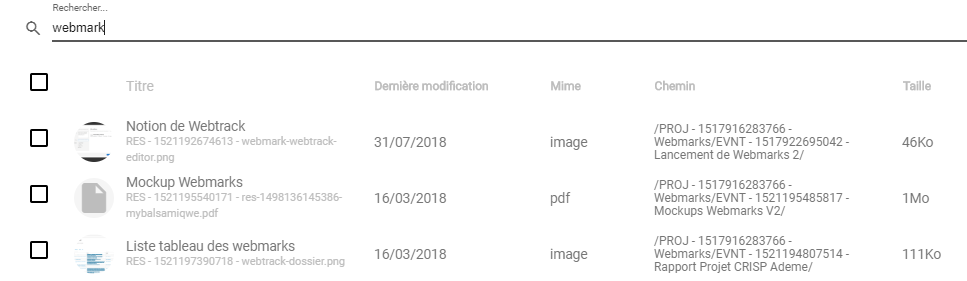 Rechercher...
webmark
Titre Dernière modification Mime Chemin Taille
Notion de Webtrack
RES - 1521192674613 - webmark-webtrack-
editor.png
31/07/2018
image
/PROJ - 1517916283766 -
Webmarks/EVNT - 1517922695042 -
Lancement de Webmarks 2/
46Ko
Mockup Webmarks
RES - 1521195540171 - res-1498136145386-
mybalsamiqwe.pdf
16/03/2018
pdf
/PROJ - 1517916283766 -
Webmarks/EVNT - 1521195485817 -
Mockups Webmarks V2/
1Mo
Liste tableau des webmarks
RES - 1521197390718 - webtrack-dossier.png
16/03/2018
image
/PROJ - 1517916283766 -
Webmarks/EVNT - 1521194807514 -
Rapport Projet CRISP Ademe/
111Ko